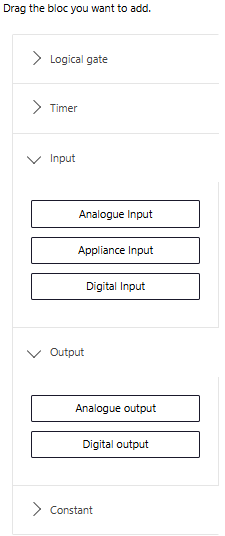 Drag the bloc you want to add.
Logical gate
Timer
Input
Analogue Input
Appliance Input
Digital Input
Output
Analogue output
Digital output
Constant